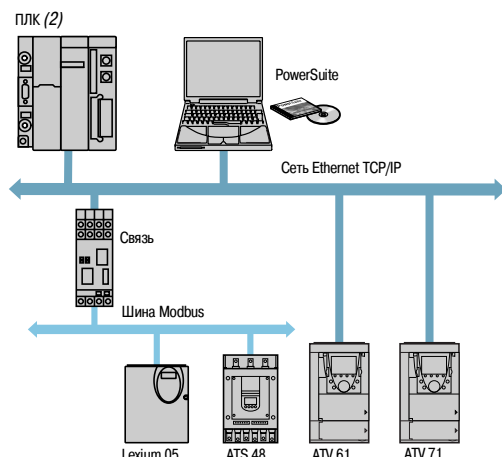 ПЛК (2)
PowerSuite
Сеть Ethernet TCP/IP
Связь
Шина Modbus
Lexium 05
ATS 48
ATV 61
ATV 71